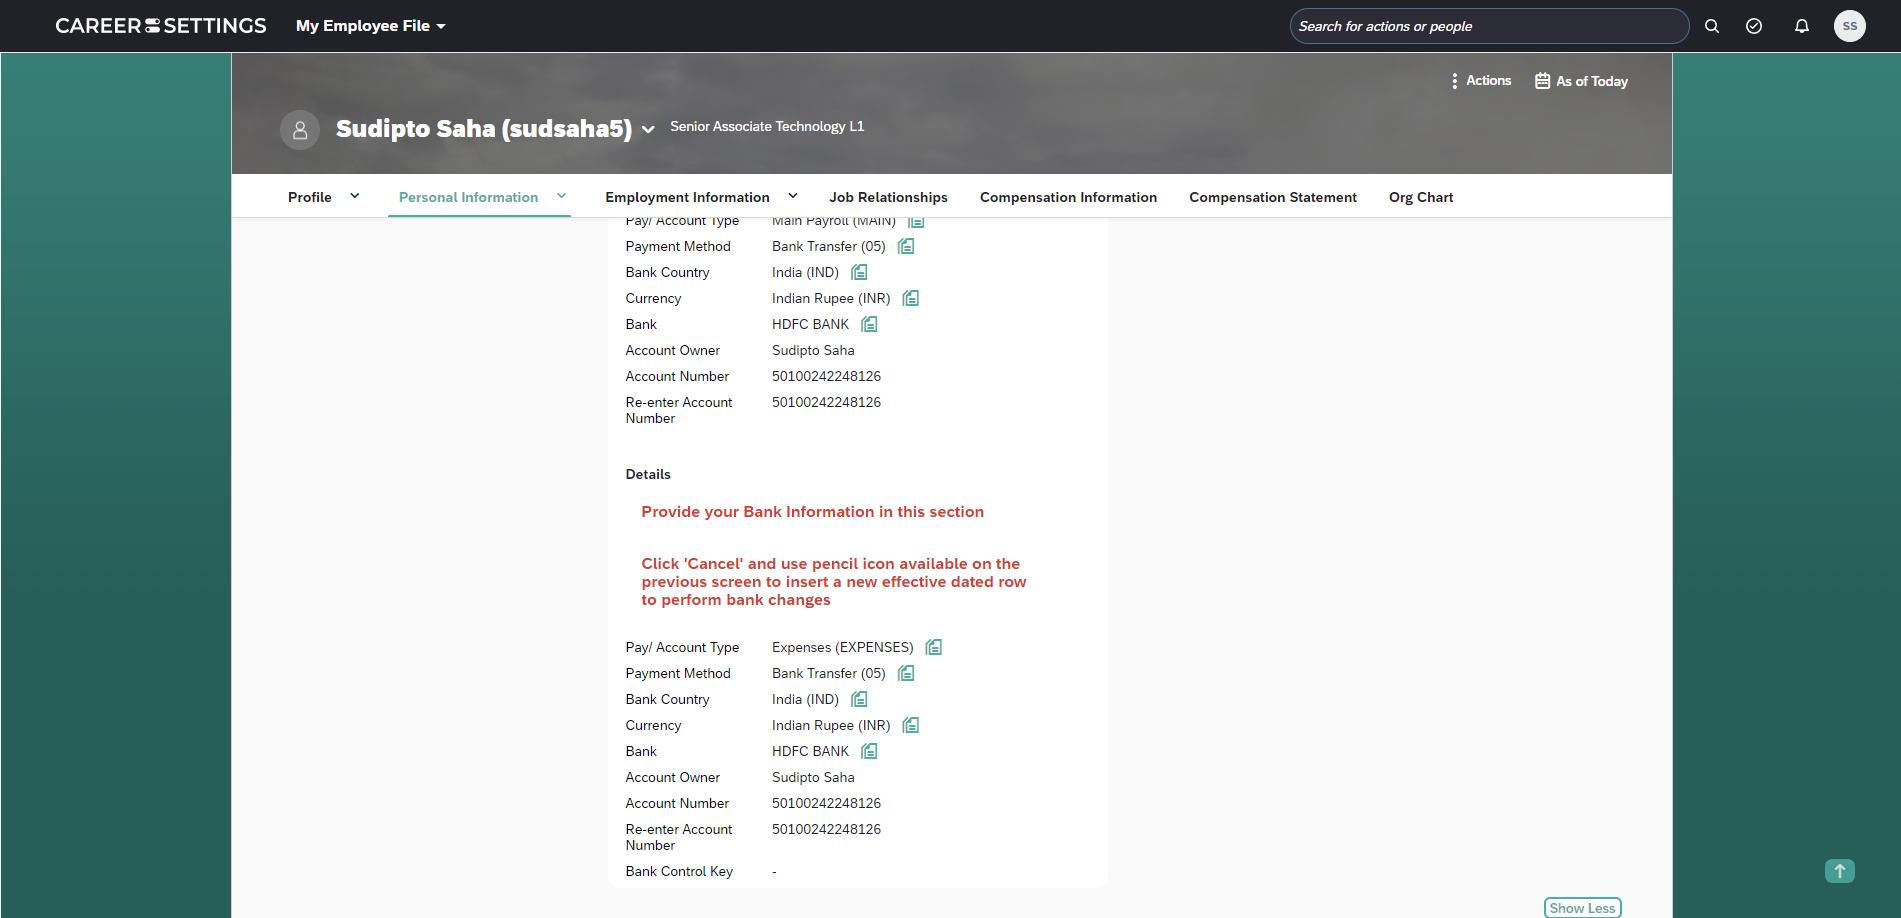 CAREER SETTINGS
My Employee File
Search for actions or people
SS
Actions
As of Today
Sudipto Saha (sudsaha5)
Senior Associate Technology L1
Profile
Personal Information
Employment Information
Job Relationships
Compensation Information
Compensation Statement
Org Chart
Pay/ Account Type Main Payroll (MAIN)
Payment Method Bank Transfer (05)
Bank Country India (IND)
Currency Indian Rupee (INR)
Bank HDFC BANK
Account Owner Sudipto Saha
Account Number 50100242248126
Re-enter Account 50100242248126
Number
Details
Provide your Bank Information in this section
Click 'Cancel' and use pencil icon available on the
previous screen to insert a new effective dated row
to perform bank changes
Pay/ Account Type Expenses (EXPENSES)
Payment Method Bank Transfer (05)
Bank Country India (IND)
Currency Indian Rupee (INR)
Bank HDFC BANK
Account Owner Sudipto Saha
Account Number 50100242248126
Re-enter Account 50100242248126
Number
Bank Control Key -
Show Less